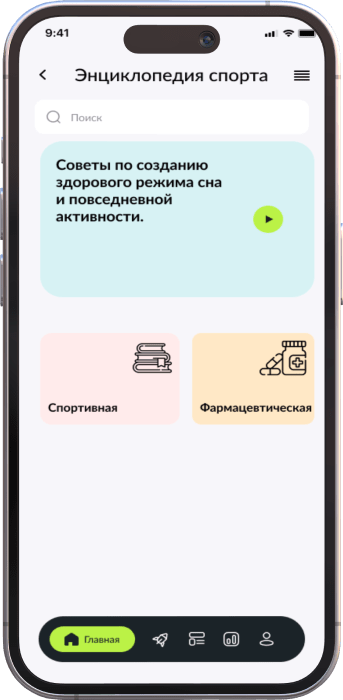 9:41
Энциклопедия спорта
Поиск
Советы по созданию
здорового режима сна
и повседневной
активности.
Спортивная
Фармацевтическая
Главная